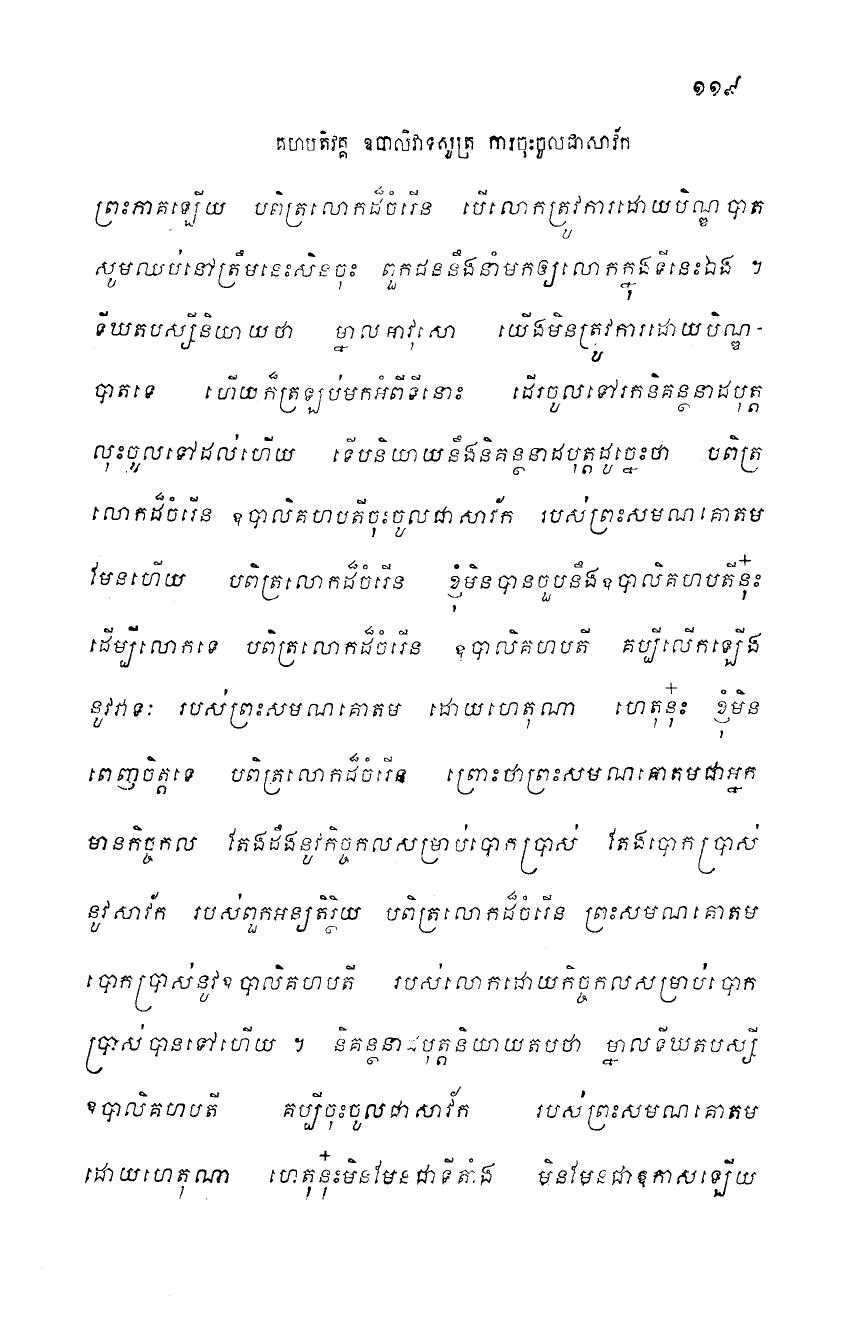 ១១៩
គហបតិវគ្គ ឧបាលិវាទសូត្រ ការចុះចូលជាសាវ័ក
ព្រះភាគឡើយ បពិត្រលោកដ៏ចំរើន បើលោកត្រូវការដោយបិណ្ឌបាត
សូមឈប់នៅត្រឹមនេះសិនចុះ ពួកជននឹងនាំមកឲ្យលោកក្នុងទីនេះឯង ។
ទីឃតបស្សីនិយាយថា ម្នាលអាវុសោ យើងមិនត្រូវការដោយបិណ្ឌ-
បាតទេ ហើយក៏ត្រឡប់មកអំពីទីនោះ ដើរចូលទៅរកនិគន្ថនាដបុត្ត
លុះចូលទៅដល់ហើយ ទើបនិយាយនឹងនិគន្ថនាដបុត្តដូច្នេះថា បពិត្រ
លោកដ៏ចំរើន ឧបាលិគហបតីចុះចូលជាសាវ័ក របស់ព្រះសមណគោតម
មែនហើយ បពិត្រលោកដ៏ចំរើន ខ្ញុំមិនបានចួបនឹងឧបាលិគហបតីនុ៎ះ
ដើម្បីលោកទេ បពិត្រលោកដ៏ចំរើន ឧបាលិគហបតី គប្បីលើកឡើង
នូវវាទៈ របស់ព្រះសមណគោតម ដោយហេតុណា ហេតុនុ៎ះ ខ្ញុំមិន
ពេញចិត្តទេ បពិត្រលោកដ៏ចំរើន ព្រោះថាព្រះសមណគោតមជាអ្នក
មានកិច្ចកល តែងដឹងនូវកិច្ចកលសម្រាប់បោកប្រាស់ តែងបោកប្រាស់
នូវសាវ័ក របស់ពួកអន្យតិរ្ថិយ បពិត្រលោកដ៏ចំរើន ព្រះសមណគោតម
បោកប្រាស់នូវឧបាលិគហបតី របស់លោកដោយកិច្ចកលសម្រាប់បោក
ប្រាស់បានទៅហើយ ។ និគន្ថនាដបុត្តនិយាយតបថា ម្នាលទីឃតបស្សី
ឧបាលិគហបតី គប្បីចុះចូលជាសាវ័ក របស់ព្រះសមណគោតម
ដោយហេតុណា ហេតុនុ៎ះមិនមែនជាទីតាំង មិនមែនជាឱកាសឡើយ